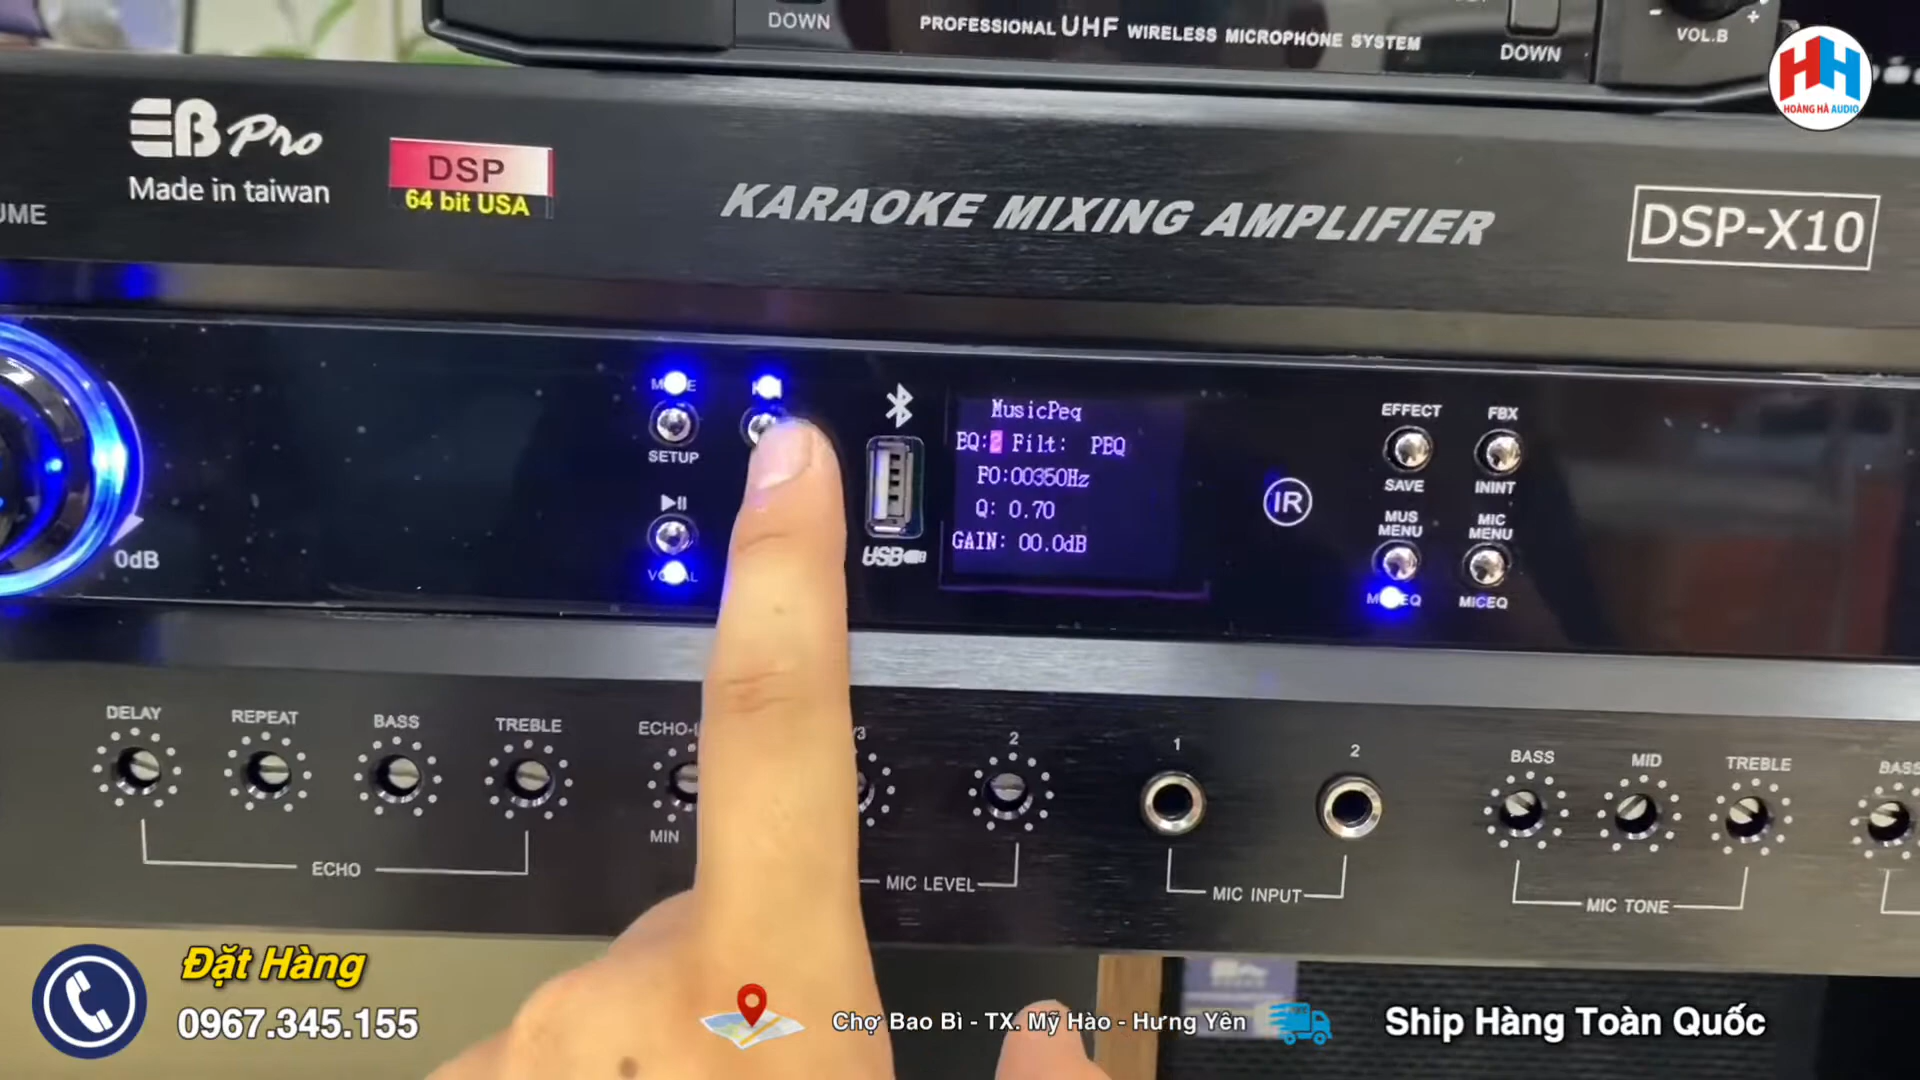 DOWN
PROFESSIONAL UHF WIRELESS MICROPHONE SYSTEM
DOWN
- +
VOL.B
HH
HOÀNG HÀ AUDIO
EB Pro
Made in taiwan
DSP
64 bit USA
KARAOKE MIXING AMPLIFIER
DSP-X10
UME
0dB
SETUP
USB
MusicPeq
EQ:2 Filt: PEQ
F0:00350Hz
Q: 0.70
GAIN: 00.0dB
IR
EFFECT
FBX
SAVE
ININT
MUS MENU
MIC MENU
MICEQ
DELAY
REPEAT
BASS
TREBLE
MIN
ECHO
2
MIC LEVEL
1
2
MIC INPUT
BASS
MID
TREBLE
MIC TONE
BASS
Đặt Hàng
0967.345.155
Chợ Bao Bì - TX. Mỹ Hào - Hưng Yên
Ship Hàng Toàn Quốc